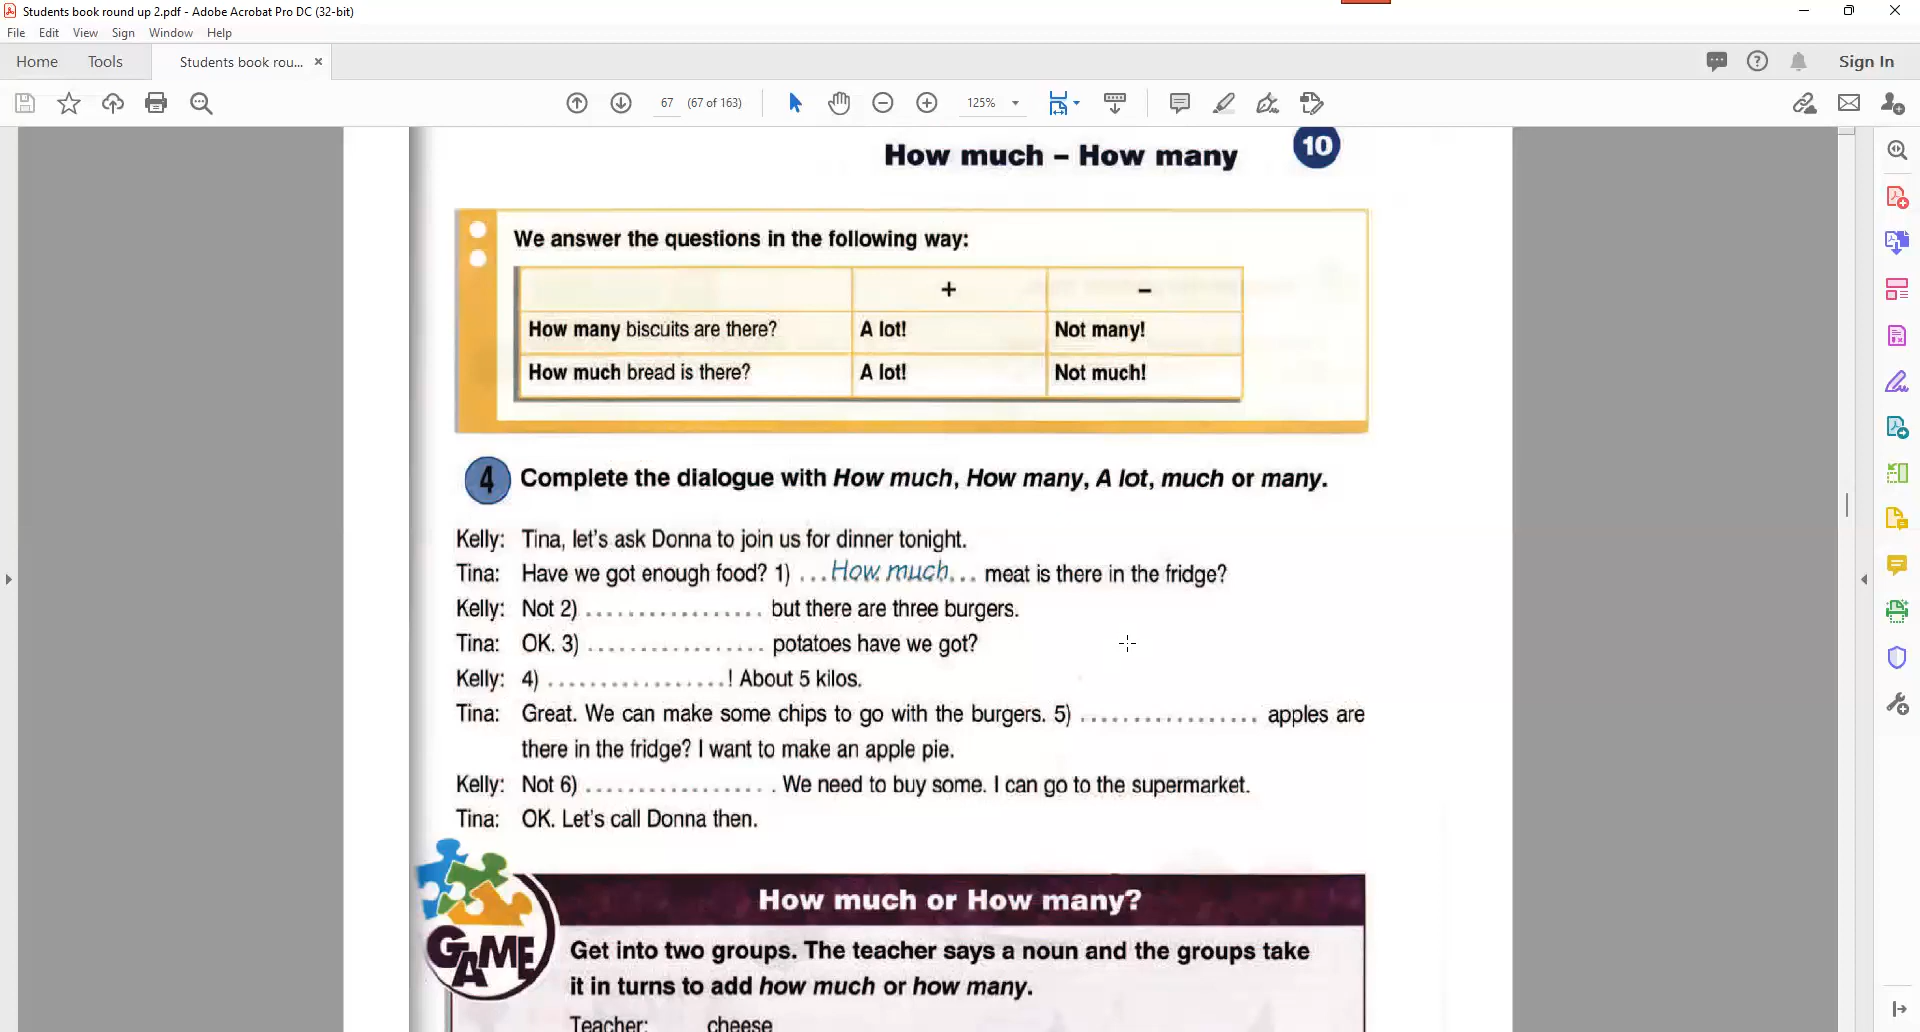 Students book round up 2.pdf - Adobe Acrobat Pro DC (32-bit)
File Edit View Sign Window Help
Home Tools Students book rou... × Sign In
67 (67 of 163) 125%
How much – How many 10
We answer the questions in the following way:
+ –
How many biscuits are there? A lot! Not many!
How much bread is there? A lot! Not much!
4 Complete the dialogue with How much, How many, A lot, much or many.
Kelly: Tina, let's ask Donna to join us for dinner tonight.
Tina: Have we got enough food? 1) ...How much... meat is there in the fridge?
Kelly: Not 2) ................. but there are three burgers.
Tina: OK. 3) ................. potatoes have we got?
Kelly: 4) .................! About 5 kilos.
Tina: Great. We can make some chips to go with the burgers. 5) ................. apples are
there in the fridge? I want to make an apple pie.
Kelly: Not 6) ................. . We need to buy some. I can go to the supermarket.
Tina: OK. Let's call Donna then.
How much or How many?
GAME
Get into two groups. The teacher says a noun and the groups take
it in turns to add how much or how many.
Teacher: cheese